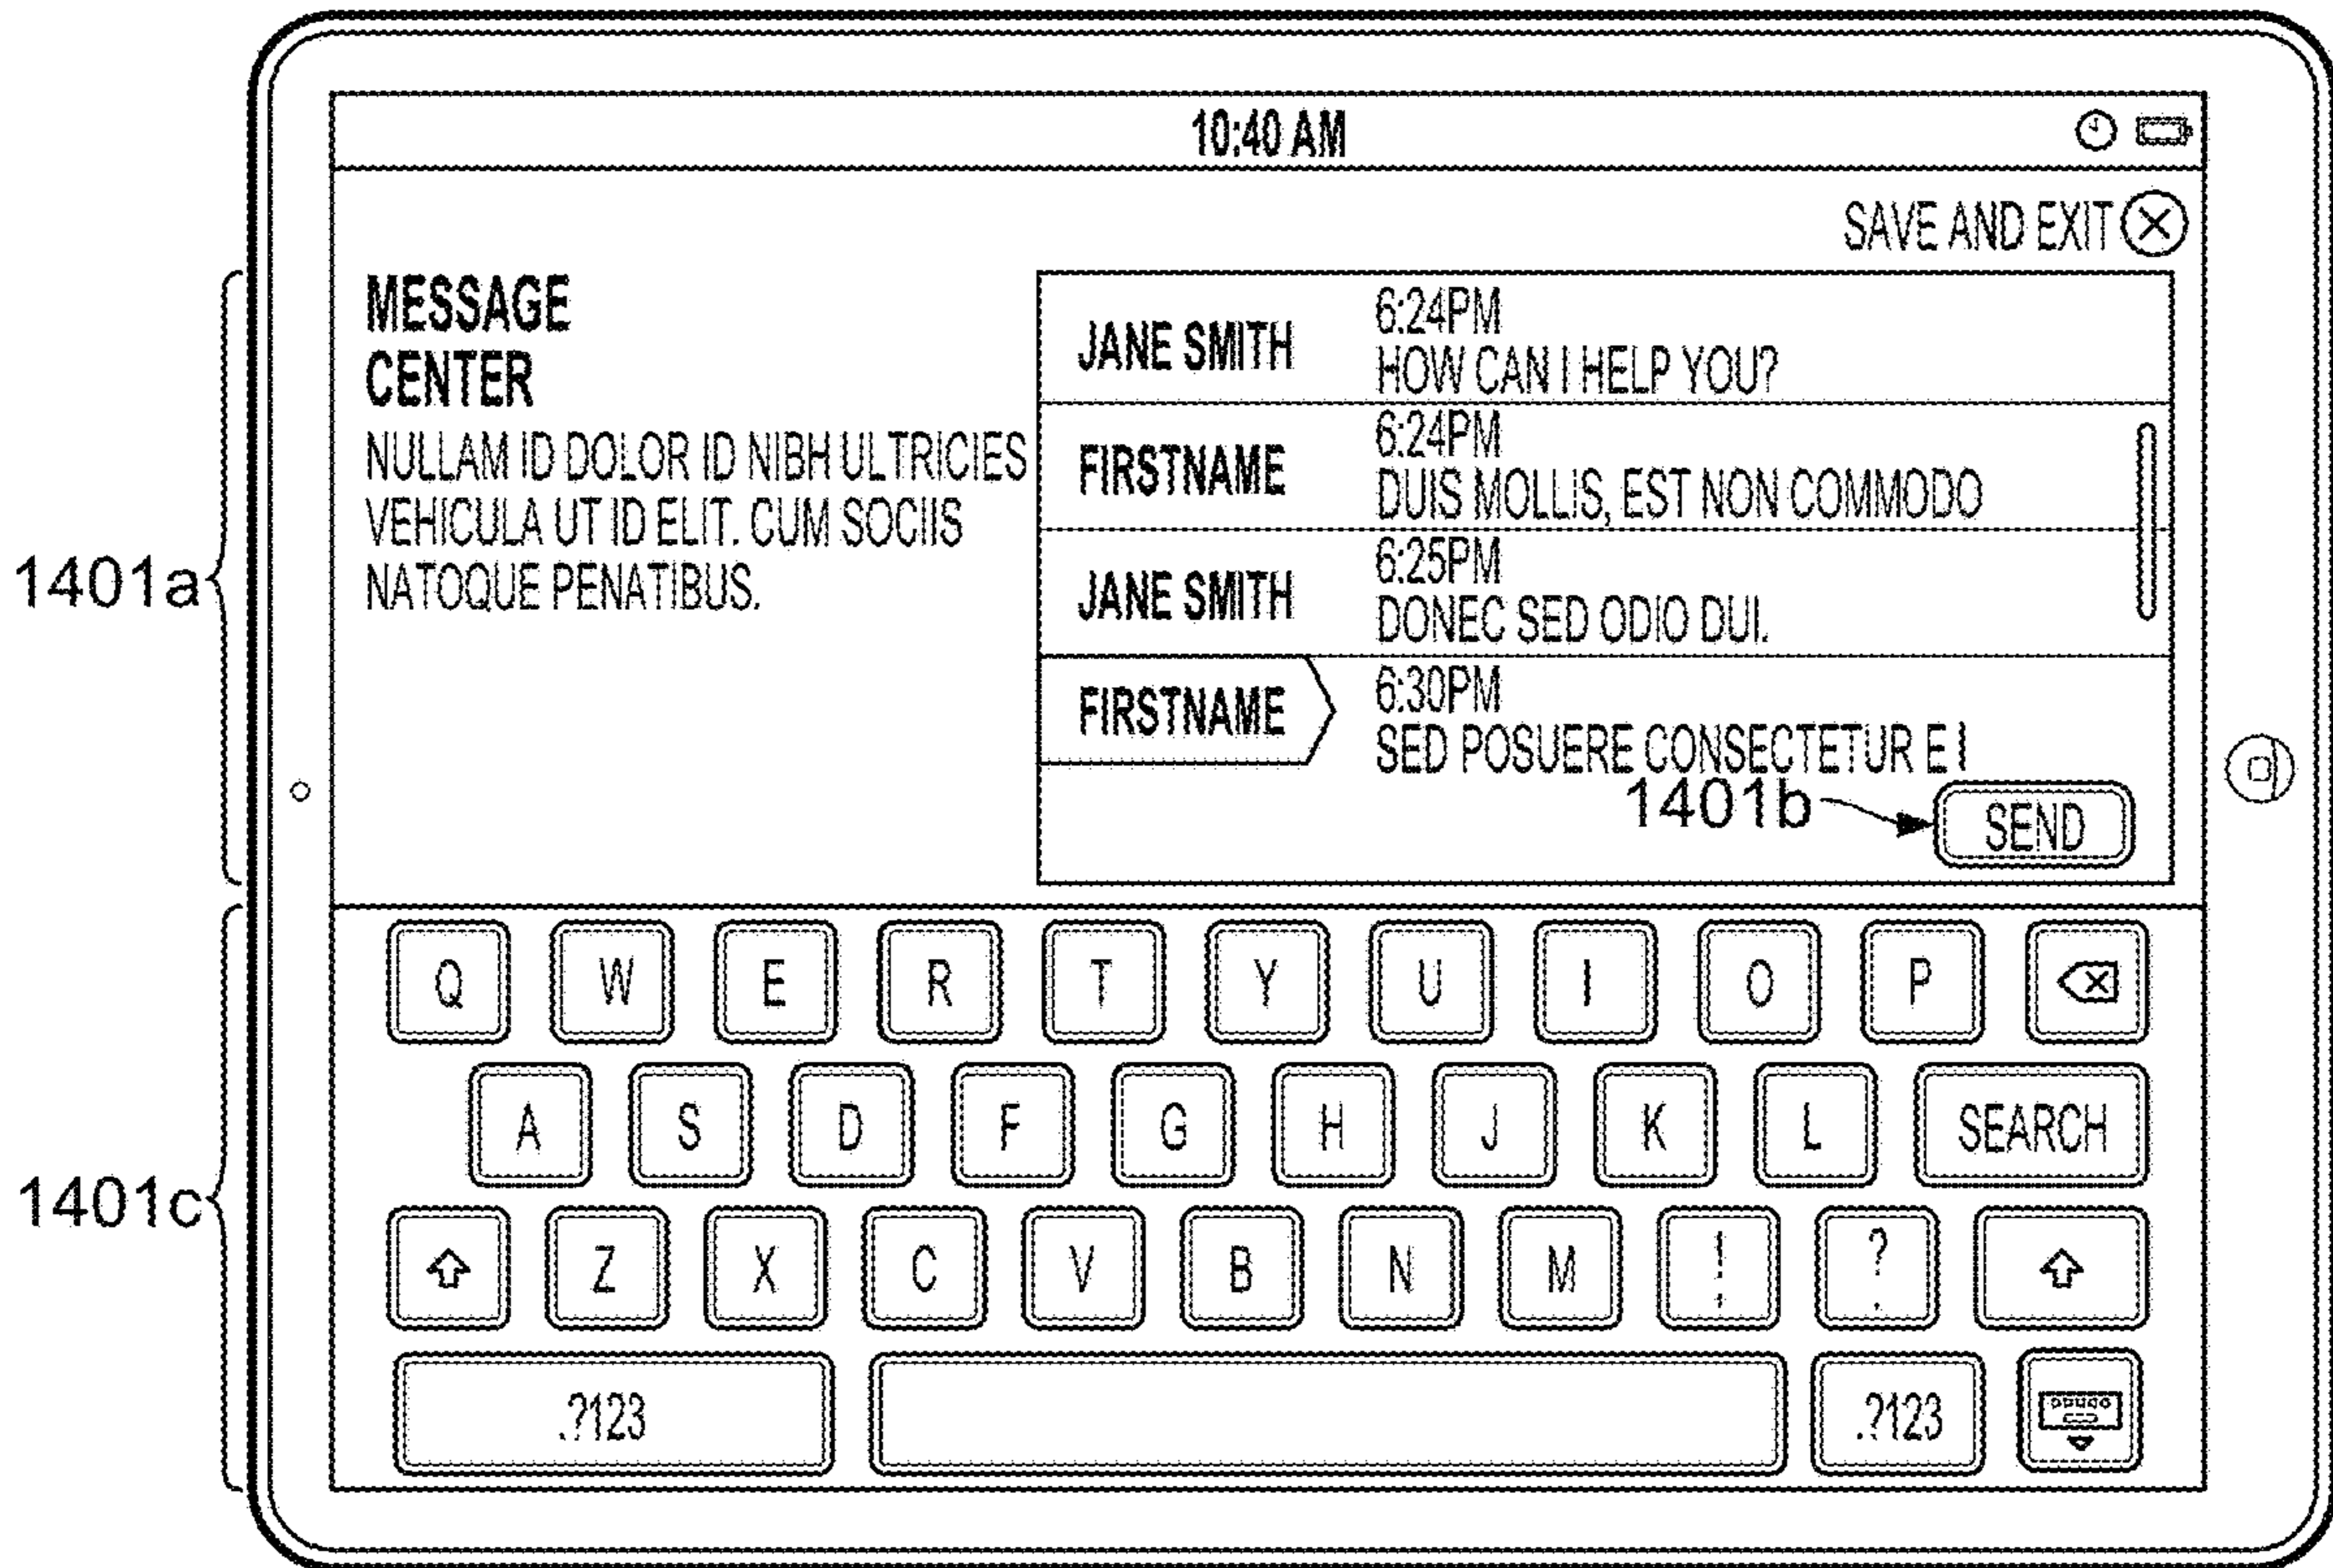 10:40 AM
SAVE AND EXIT
MESSAGE
CENTER
NULLAM ID DOLOR ID NIBH ULTRICIES
VEHICULA UT ID ELIT. CUM SOCIIS
NATOQUE PENATIBUS.
1401a
JANE SMITH
6:24PM
HOW CAN I HELP YOU?
FIRSTNAME
6:24PM
DUIS MOLLIS, EST NON COMMODO
JANE SMITH
6:25PM
DONEC SED ODIO DUI.
FIRSTNAME
6:30PM
SED POSUERE CONSECTETUR E
1401b
SEND
1401c
Q W E R T Y U I O P
A S D F G H J K L SEARCH
Z X C V B N M ! , ? .
.?123 .?123